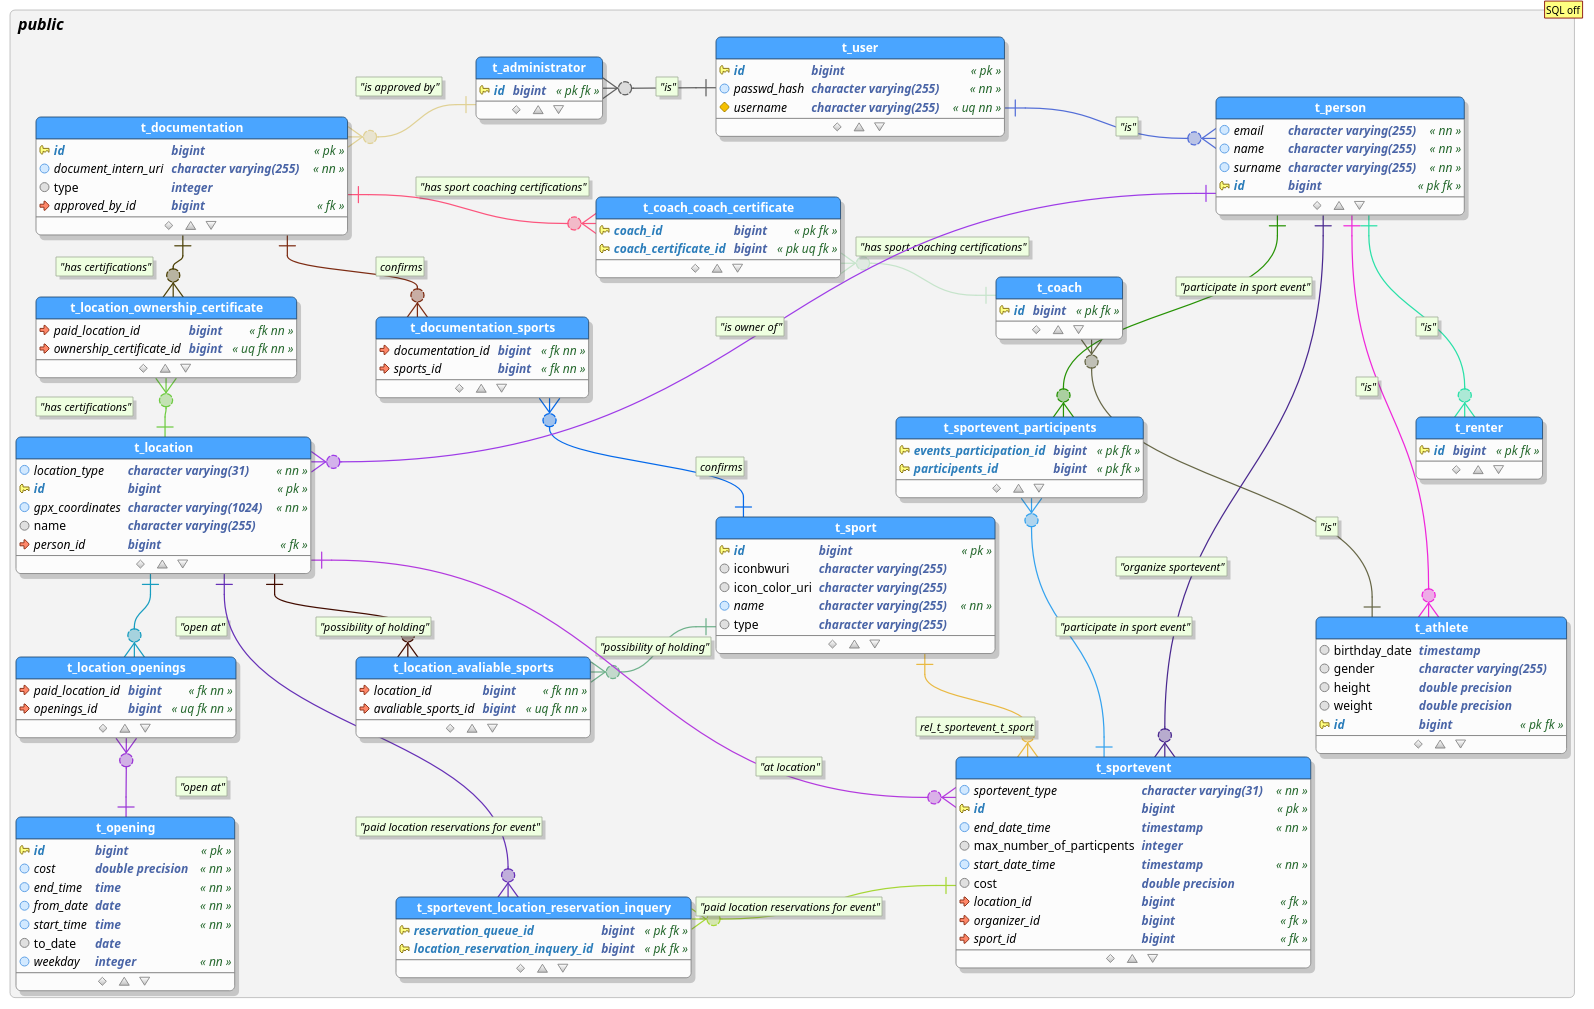 SQL off
public
t_user
id bigint « pk »
passwd_hash character varying(255) « nn »
username character varying(255) « uq nn »
t_administrator
id bigint « pk fk »
"is approved by"
"is"
"is"
t_person
email character varying(255) « nn »
name character varying(255) « nn »
surname character varying(255) « nn »
id bigint « pk fk »
t_documentation
id bigint « pk »
document_intern_uri character varying(255) « nn »
type integer
approved_by_id bigint « fk »
"has sport coaching certifications"
t_coach_coach_certificate
coach_id bigint « pk fk »
coach_certificate_id bigint « pk uq fk »
"has sport coaching certifications"
"has certifications"
confirms
t_coach
id bigint « pk fk »
"participate in sport event"
t_location_ownership_certificate
paid_location_id bigint « fk nn »
ownership_certificate_id bigint « uq fk nn »
t_documentation_sports
documentation_id bigint « fk nn »
sports_id bigint « fk nn »
"is owner of"
"is"
"is"
"has certifications"
t_location
location_type character varying(31) « nn »
id bigint « pk »
gpx_coordinates character varying(1024) « nn »
name character varying(255)
person_id bigint « fk »
t_sportevent_participents
events_participation_id bigint « pk fk »
participents_id bigint « pk fk »
t_renter
id bigint « pk fk »
confirms
t_sport
id bigint « pk »
iconbwuri character varying(255)
icon_color_uri character varying(255)
name character varying(255) « nn »
type character varying(255)
"is"
"organize sportevent"
"open at"
"possibility of holding"
"possibility of holding"
"participate in sport event"
t_athlete
birthday_date timestamp
gender character varying(255)
height double precision
weight double precision
id bigint « pk fk »
t_location_openings
paid_location_id bigint « fk nn »
openings_id bigint « uq fk nn »
t_location_avaliable_sports
location_id bigint « fk nn »
avaliable_sports_id bigint « uq fk nn »
rel_t_sportevent_t_sport
"at location"
"open at"
t_sportevent
sportevent_type character varying(31) « nn »
id bigint « pk »
end_date_time timestamp « nn »
max_number_of_particpents integer
start_date_time timestamp « nn »
cost double precision
location_id bigint « fk »
organizer_id bigint « fk »
sport_id bigint « fk »
t_opening
id bigint « pk »
cost double precision « nn »
end_time time « nn »
from_date date « nn »
start_time time « nn »
to_date date
weekday integer « nn »
"paid location reservations for event"
t_sportevent_location_reservation_inquery
reservation_queue_id bigint « pk fk »
location_reservation_inquery_id bigint « pk fk »
"paid location reservations for event"